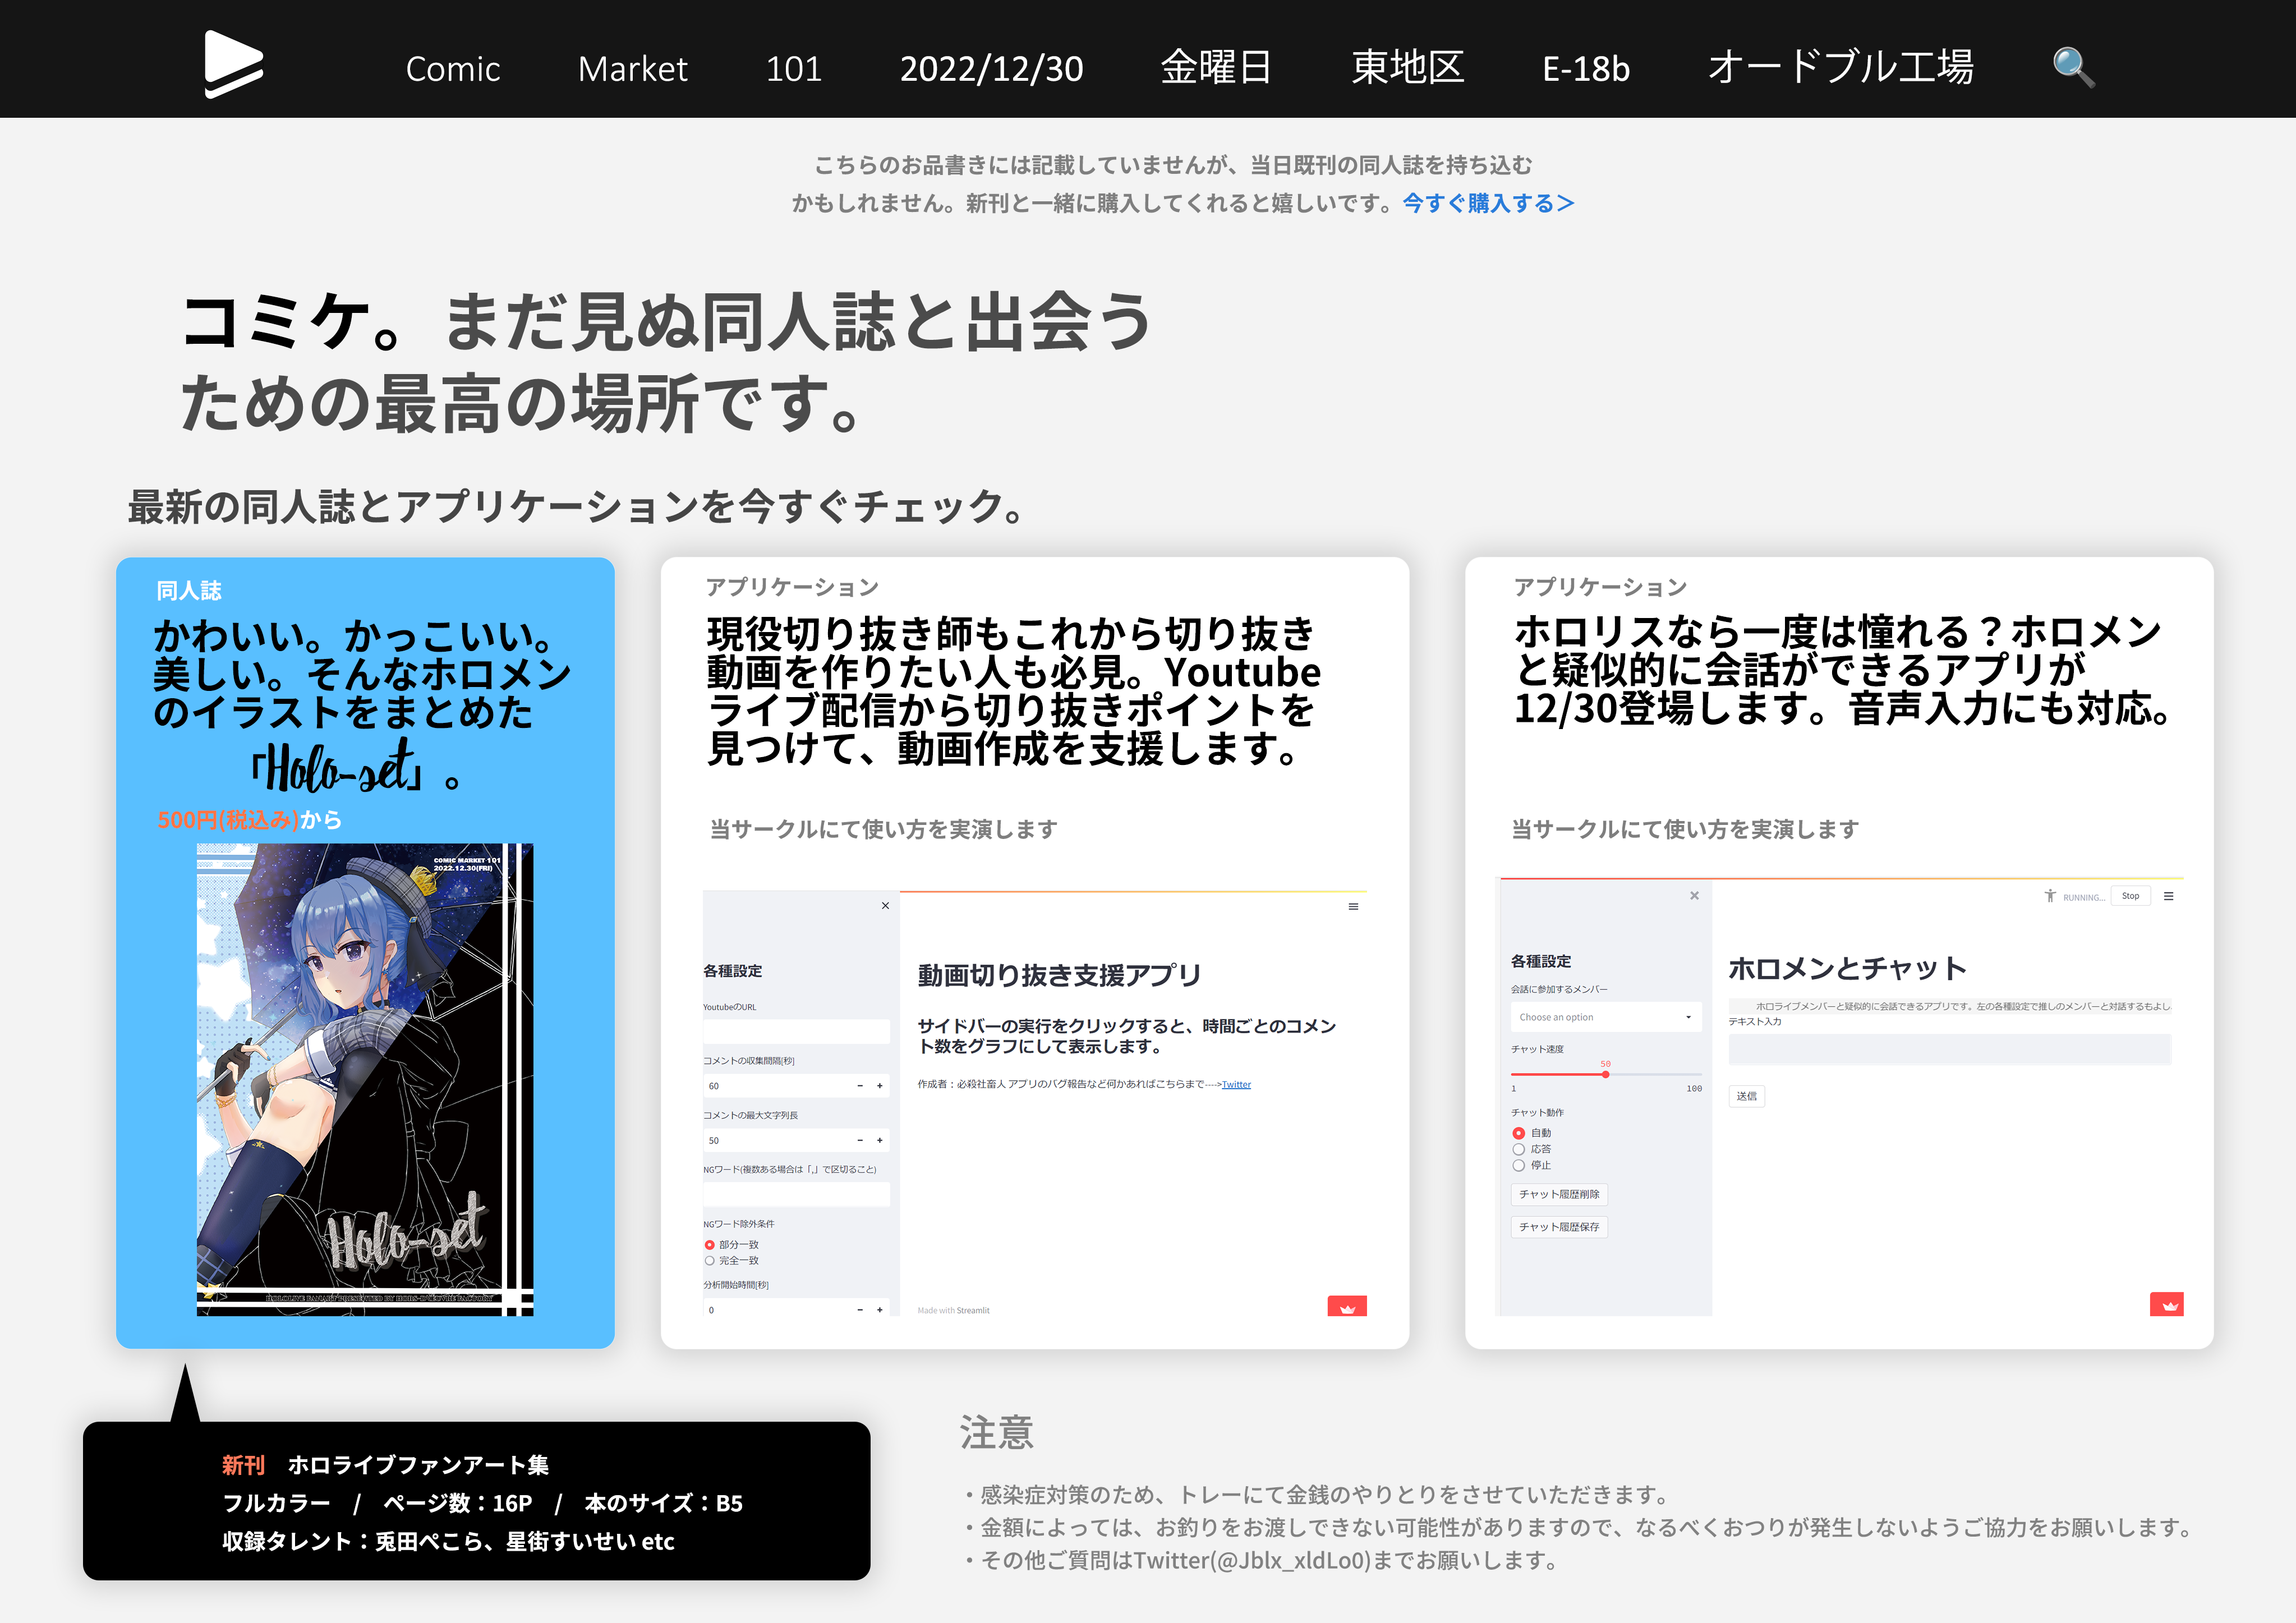 Comic Market 101 2022/12/30 金曜日 東地区 E-18b オードブル工場
こちらのお品書きには記載していませんが、当日既刊の同人誌を持ち込む
かもしれません。新刊と一緒に購入してくれると嬉しいです。今すぐ購入する＞
コミケ。まだ見ぬ同人誌と出会う
ための最高の場所です。
最新の同人誌とアプリケーションを今すぐチェック。
同人誌
かわいい。かっこいい。
美しい。そんなホロメン
のイラストをまとめた
「Holo-set」。
500円(税込み)から
COMIC MARKET 101
2022.12.30(FRI)
Holo-set
HOLOLIVE FANART PRESENTED BY HORS-D'ŒUVRE FACTORY
アプリケーション
現役切り抜き師もこれから切り抜き
動画を作りたい人も必見。Youtube
ライブ配信から切り抜きポイントを
見つけて、動画作成を支援します。
当サークルにて使い方を実演します
各種設定
YoutubeのURL
コメントの収集間隔[秒]
60 − +
コメントの最大文字列長
50 − +
NGワード(複数ある場合は「,」で区切ること)
NGワード除外条件
部分一致
完全一致
分析開始時間[秒]
0 − +
動画切り抜き支援アプリ
サイドバーの実行をクリックすると、時間ごとのコメン
ト数をグラフにして表示します。
作成者：必殺社畜人 アプリのバグ報告など何かあればこちらまで---->Twitter
Made with Streamlit
アプリケーション
ホロリスなら一度は憧れる？ホロメン
と疑似的に会話ができるアプリが
12/30登場します。音声入力にも対応。
当サークルにて使い方を実演します
RUNNING... Stop
各種設定
会話に参加するメンバー
Choose an option
チャット速度
50
1 100
チャット動作
自動
応答
停止
チャット履歴削除
チャット履歴保存
ホロメンとチャット
ホロライブメンバーと疑似的に会話できるアプリです。左の各種設定で推しのメンバーと対話するもよし、
テキスト入力
送信
新刊　ホロライブファンアート集
フルカラー　/　ページ数：16P　/　本のサイズ：B5
収録タレント：兎田ぺこら、星街すいせい etc
注意
・感染症対策のため、トレーにて金銭のやりとりをさせていただきます。
・金額によっては、お釣りをお渡しできない可能性がありますので、なるべくおつりが発生しないようご協力をお願いします。
・その他ご質問はTwitter(@Jblx_xldLo0)までお願いします。